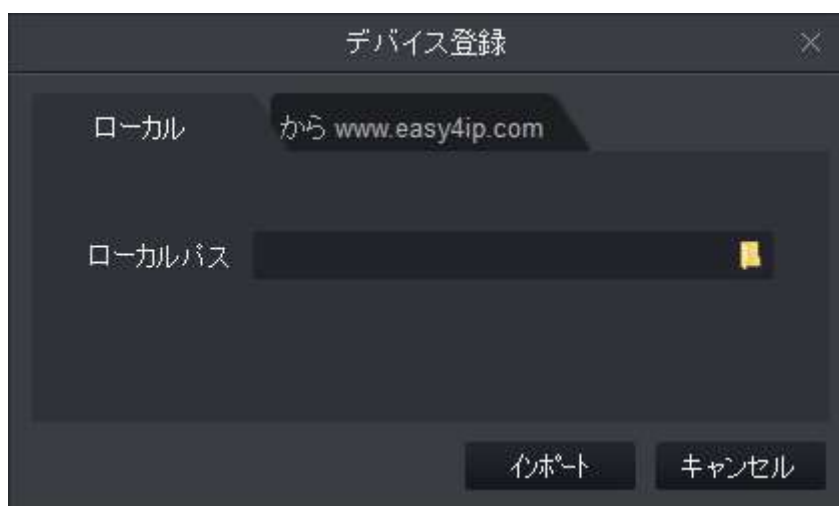 デバイス登録
ローカル
から www.easy4ip.com
ローカルパス
インポート
キャンセル